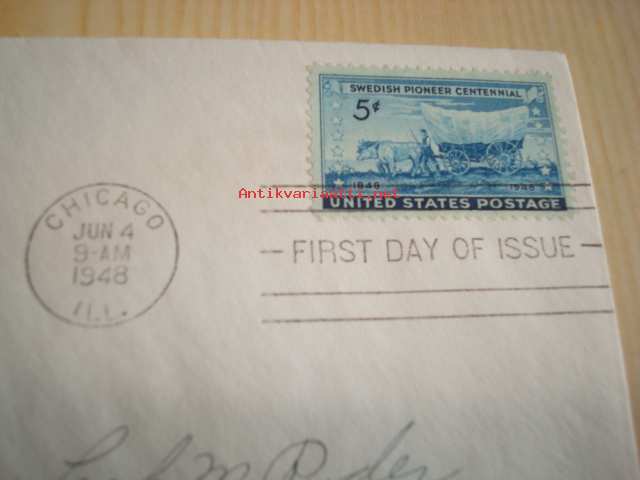 SWEDISH PIONEER CENTENNIAL
5¢
1848 1948
UNITED STATES POSTAGE
Antikvariaatti.net
CHICAGO
JUN 4
9-AM
1948
ILL.
FIRST DAY OF ISSUE